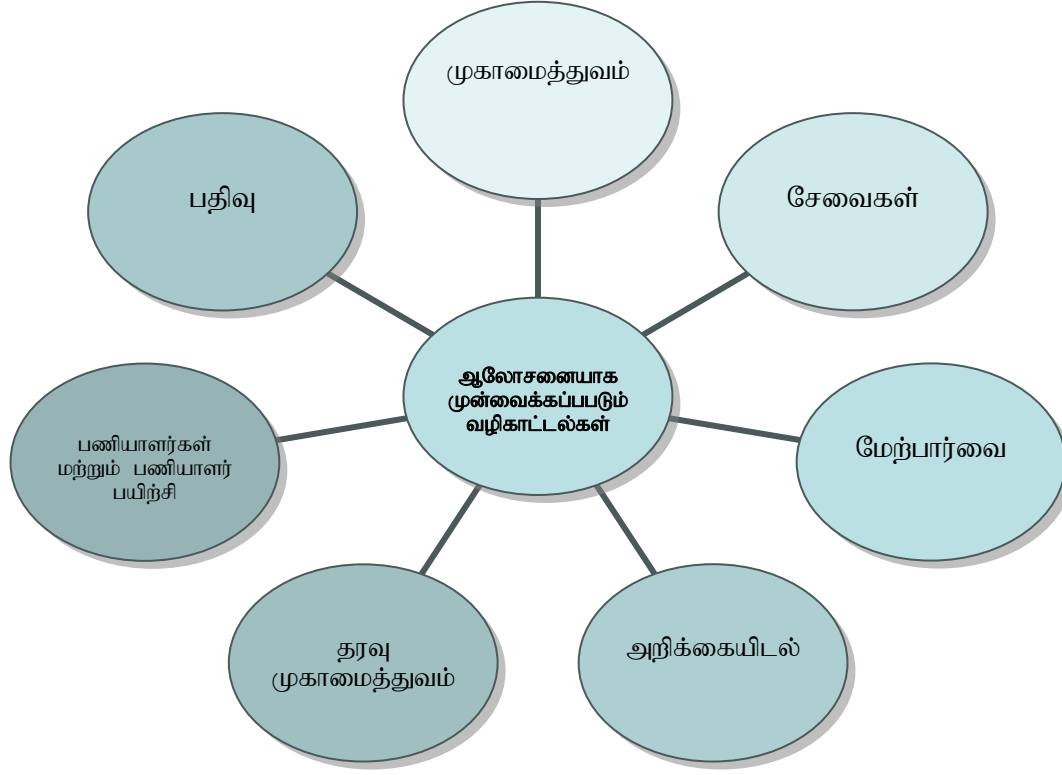 முகாமைத்துவம்
சேவைகள்
மேற்பார்வை
அறிக்கையிடல்
தரவு
முகாமைத்துவம்
பணியாளர்கள்
மற்றும் பணியாளர்
பயிற்சி
பதிவு
ஆலோசனையாக
முன்வைக்கப்பபடும்
வழிகாட்டல்கள்